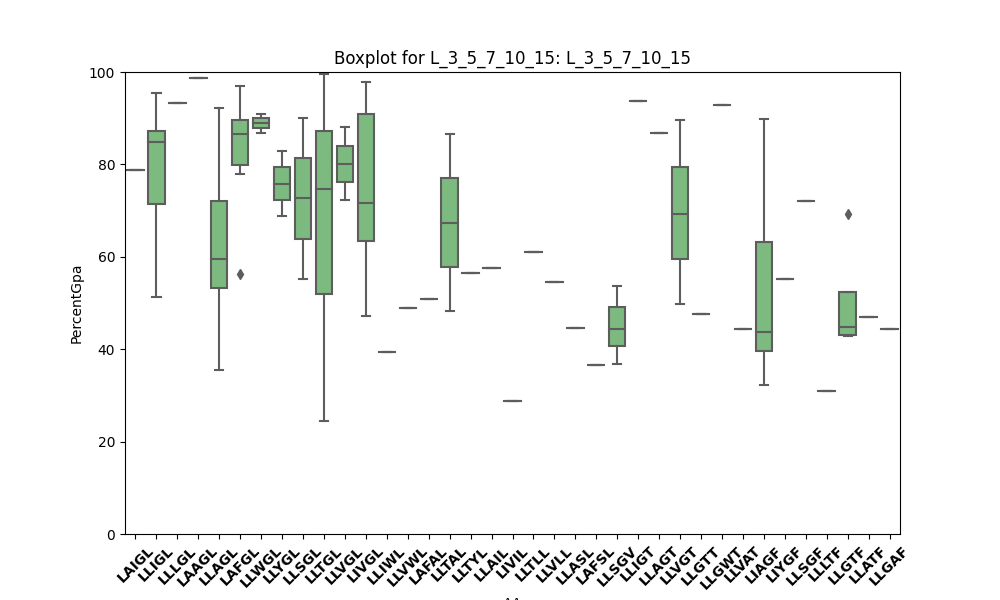 Boxplot for L_3_5_7_10_15: L_3_5_7_10_15
PercentGpa
100
80
60
40
20
0
LAIGL
LLIGL
LLLGL
LAAGL
LLAGL
LAFGL
LLWGL
LLYGL
LLSGL
LLTGL
LLVGL
LIVGL
LLIWL
LLVWL
LAFAL
LLTAL
LLTYL
LLAIL
LIVIL
LLTLL
LLVLL
LLASL
LAFSL
LLSGV
LLIGT
LLAGT
LLVGT
LLGTT
LLGWT
LLVAT
LIAGF
LIYGF
LLSGF
LLLTF
LLGTF
LLATF
LLGAF